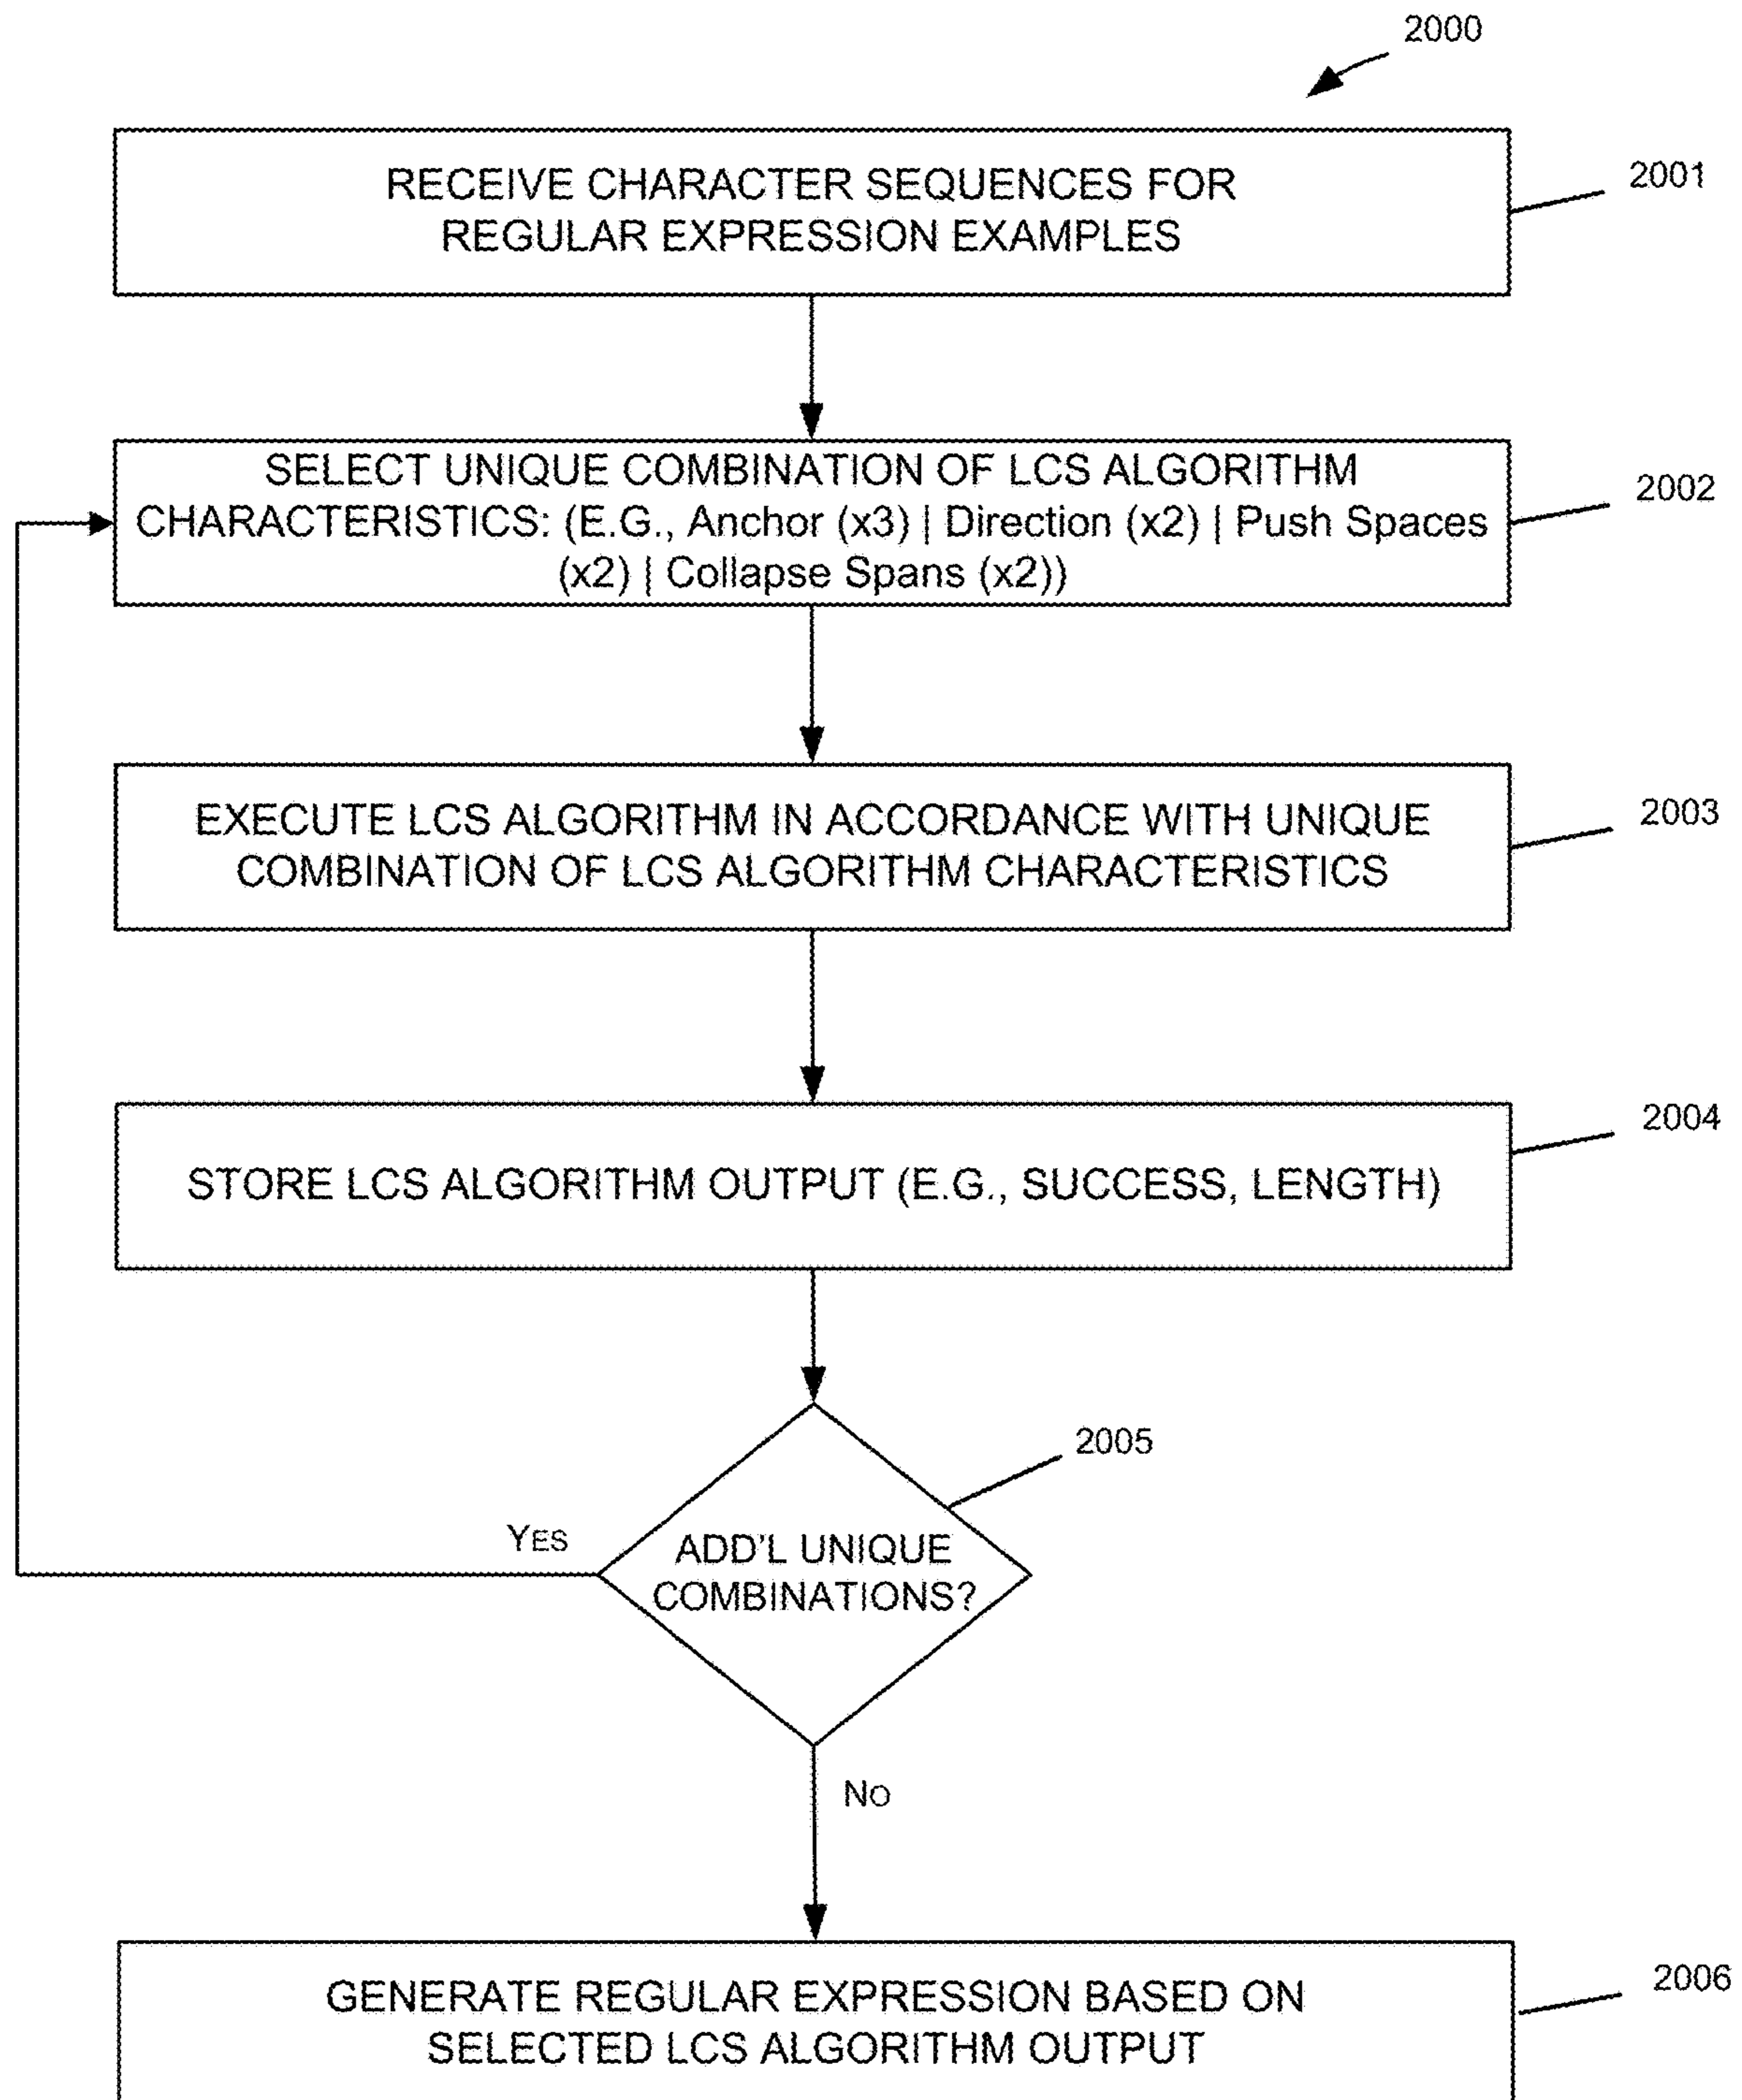 2000
RECEIVE CHARACTER SEQUENCES FOR
REGULAR EXPRESSION EXAMPLES
2001
SELECT UNIQUE COMBINATION OF LCS ALGORITHM
CHARACTERISTICS: (E.G., Anchor (x3) | Direction (x2) | Push Spaces
(x2) | Collapse Spans (x2))
2002
EXECUTE LCS ALGORITHM IN ACCORDANCE WITH UNIQUE
COMBINATION OF LCS ALGORITHM CHARACTERISTICS
2003
STORE LCS ALGORITHM OUTPUT (E.G., SUCCESS, LENGTH)
2004
ADD'L UNIQUE
COMBINATIONS?
2005
YES
NO
GENERATE REGULAR EXPRESSION BASED ON
SELECTED LCS ALGORITHM OUTPUT
2006